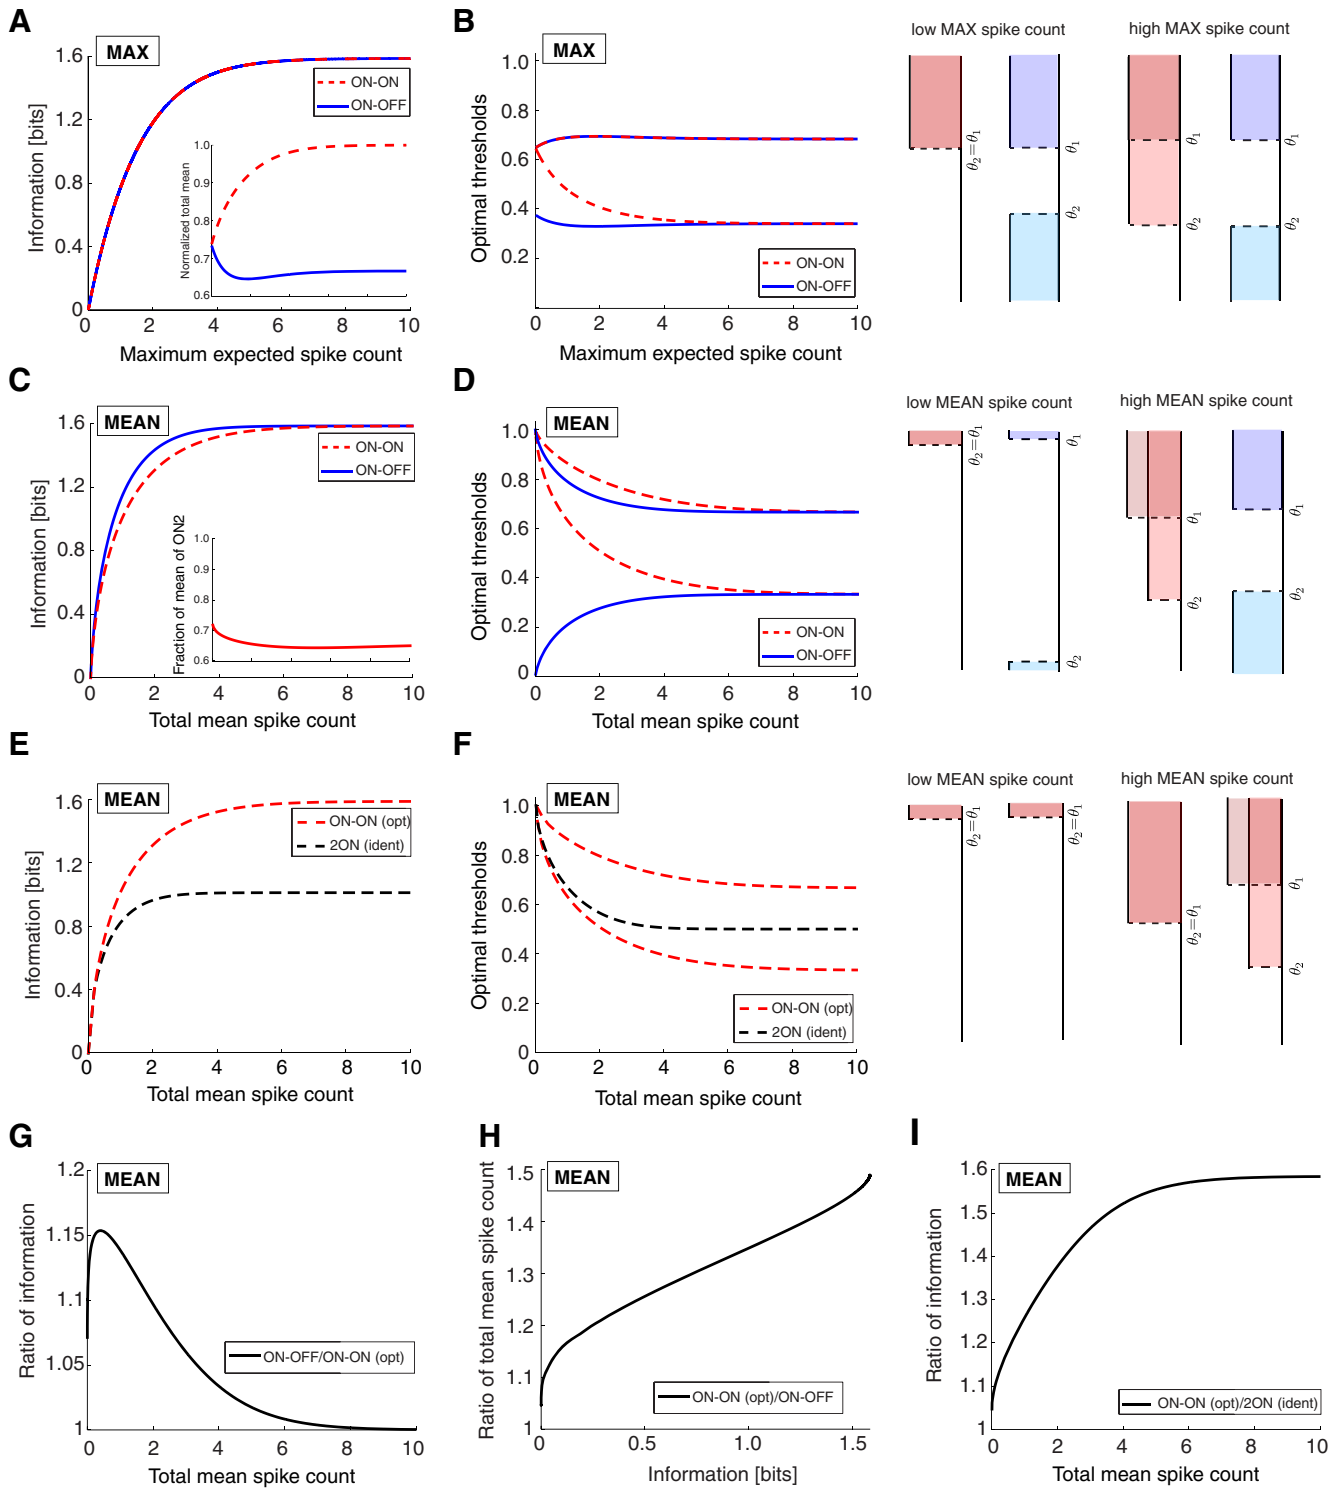 A
MAX
Information [bits]
1.6
1.2
0.8
0.4
0
ON-ON
ON-OFF
Normalized total mean
1.0
0.9
0.8
0.7
0.6
0 2 4 6 8 10
Maximum expected spike count
B
MAX
Optimal thresholds
1.0
0.8
0.6
0.4
0.2
ON-ON
ON-OFF
0 2 4 6 8 10
Maximum expected spike count
low MAX spike count
θ2=θ1
θ1
θ2
high MAX spike count
θ1
θ2
θ1
θ2
C
MEAN
Information [bits]
1.6
1.2
0.8
0.4
0
ON-ON
ON-OFF
Fraction of mean of ON2
1.0
0.9
0.8
0.7
0.6
0 2 4 6 8 10
Total mean spike count
D
MEAN
Optimal thresholds
1.0
0.8
0.6
0.4
0.2
0
ON-ON
ON-OFF
0 2 4 6 8 10
Total mean spike count
low MEAN spike count
θ2=θ1
θ1
θ2
high MEAN spike count
θ1
θ2
θ1
θ2
E
MEAN
Information [bits]
1.6
1.2
0.8
0.4
0
ON-ON (opt)
2ON (ident)
0 2 4 6 8 10
Total mean spike count
F
MEAN
Optimal thresholds
1.0
0.8
0.6
0.4
0.2
0
ON-ON (opt)
2ON (ident)
0 2 4 6 8 10
Total mean spike count
low MEAN spike count
θ2=θ1
θ2=θ1
high MEAN spike count
θ2=θ1
θ1
θ2
G
MEAN
Ratio of information
1.2
1.15
1.1
1.05
1
ON-OFF/ON-ON (opt)
0 2 4 6 8 10
Total mean spike count
H
MEAN
Ratio of total mean spike count
1.5
1.4
1.3
1.2
1.1
1
ON-ON (opt)/ON-OFF
0 0.5 1.0 1.5
Information [bits]
I
MEAN
Ratio of information
1.6
1.5
1.4
1.3
1.2
1.1
1
ON-ON (opt)/2ON (ident)
0 2 4 6 8 10
Total mean spike count